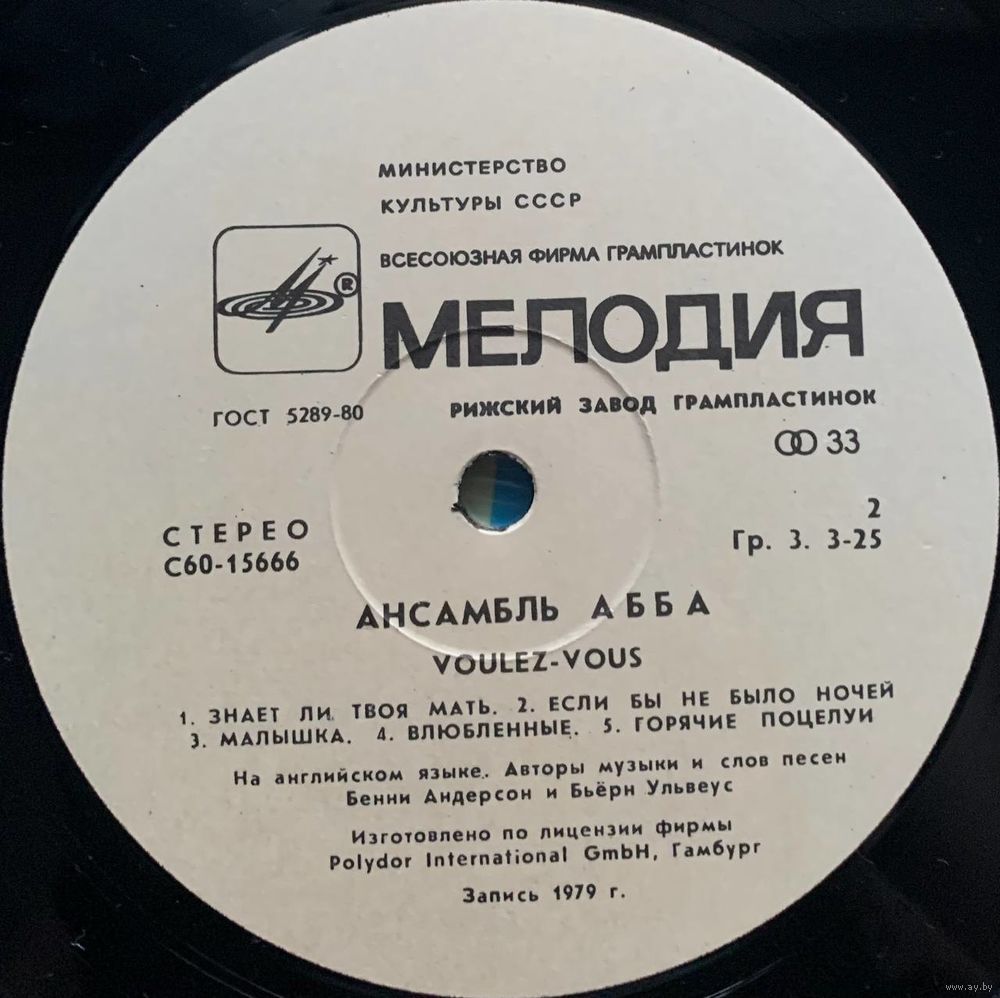 МИНИСТЕРСТВО
КУЛЬТУРЫ СССР
ВСЕСОЮЗНАЯ ФИРМА ГРАМПЛАСТИНОК
®
МЕЛОДИЯ
ГОСТ 5289-80
РИЖСКИЙ ЗАВОД ГРАМПЛАСТИНОК
33
СТЕРЕО
2
С60-15666
Гр. 3. 3-25
АНСАМБЛЬ АББА
VOULEZ-VOUS
1. ЗНАЕТ ЛИ ТВОЯ МАТЬ. 2. ЕСЛИ БЫ НЕ БЫЛО НОЧЕЙ
3. МАЛЫШКА. 4. ВЛЮБЛЕННЫЕ. 5. ГОРЯЧИЕ ПОЦЕЛУИ
На английском языке. Авторы музыки и слов песен
Бенни Андерсон и Бьёрн Ульвеус
Изготовлено по лицензии фирмы
Polydor International GmbH, Гамбург
Запись 1979 г.
www.ay.by